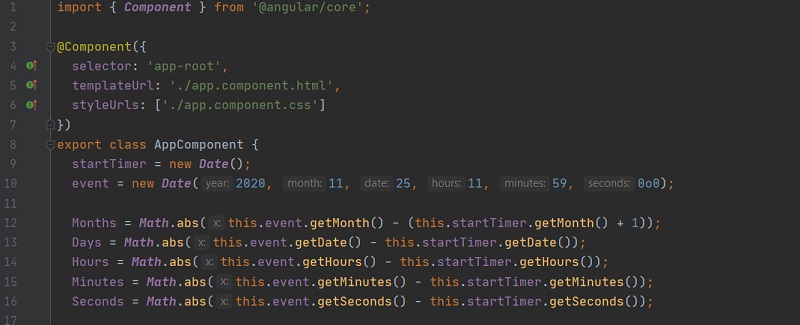 1 import { Component } from '@angular/core';
2
3 @Component({
4 selector: 'app-root',
5 templateUrl: './app.component.html',
6 styleUrls: ['./app.component.css']
7 })
8 export class AppComponent {
9 startTimer = new Date();
10 event = new Date( year: 2020, month: 11, date: 25, hours: 11, minutes: 59, seconds: 0o0);
11
12 Months = Math.abs( x: this.event.getMonth() - (this.startTimer.getMonth() + 1));
13 Days = Math.abs( x: this.event.getDate() - this.startTimer.getDate());
14 Hours = Math.abs( x: this.event.getHours() - this.startTimer.getHours());
15 Minutes = Math.abs( x: this.event.getMinutes() - this.startTimer.getMinutes());
16 Seconds = Math.abs( x: this.event.getSeconds() - this.startTimer.getSeconds());
17